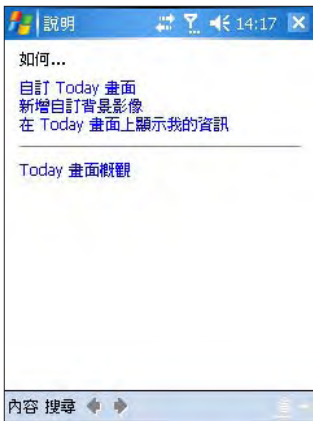 說明 14:17
如何...
自訂 Today 畫面
新增自訂背景影像
在 Today 畫面上顯示我的資訊
Today 畫面概觀
內容 搜尋